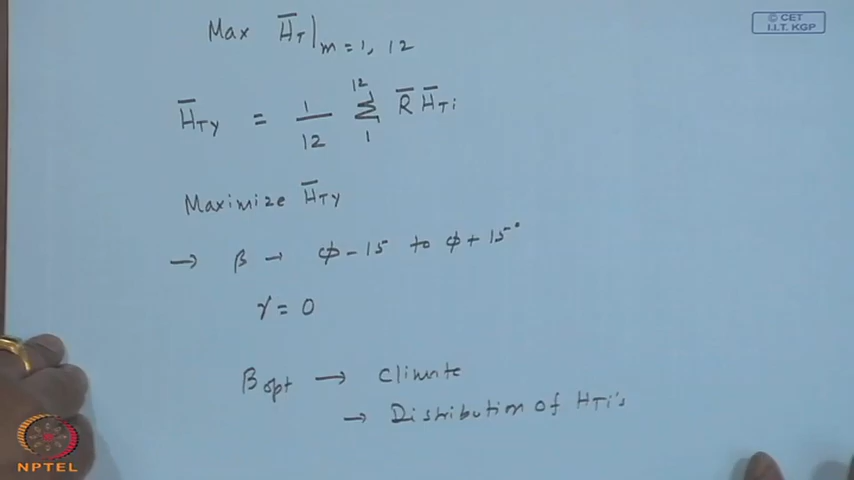 Max H̅T|m=1, 12
© CET
I.I.T. KGP
H̅Ty = 1/12 12 Σ 1 R̅ H̅Ti
Maximize H̅Ty
→ β → ϕ-15 to ϕ+15°
γ = 0
βopt → Climate
→ Distribution of HTi's
NPTEL